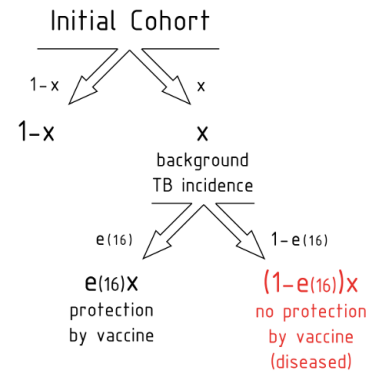 Initial Cohort
1-x
x
1-x
x
background
TB incidence
e(16)
1-e(16)
e(16)x
(1-e(16))x
protection
no protection
by vaccine
by vaccine
(diseased)